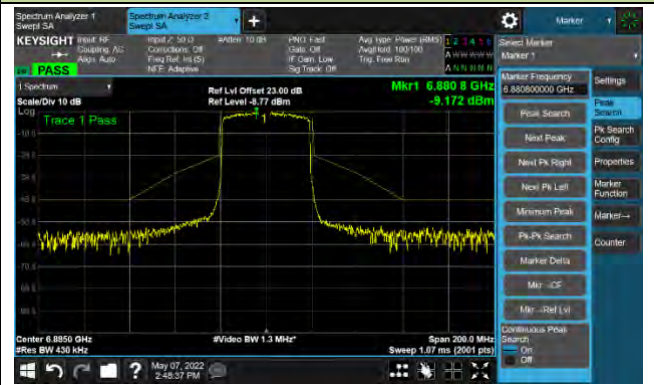 Spectrum Analyzer 1
Swept SA
Spectrum Analyzer 2
Swept SA
+
Marker
KEYSIGHT
Input: RF
Coupling: AC
Align: Auto
Input Z: 50 Ω
Corrections: Off
Freq Ref: Int (S)
NFE: Adaptive
#Atten: 10 dB
PNO: Fast
Gate: Off
IF Gain: Low
Sig Track: Off
Avg Type: Power (RMS)
Avg|Hold: 100/100
Trig: Free Run
1 2 3 4 5 6
A W W W W W
A N N N N N
PASS
Select Marker
Marker 1
1 Spectrum
Scale/Div 10 dB
Ref Lvl Offset 23.00 dB
Ref Level -8.77 dBm
Mkr1 6.880 8 GHz
-9.172 dBm
Log
Trace 1 Pass
Marker Frequency
6.880800000 GHz
Peak Search
Next Peak
Next Pk Right
Next Pk Left
Minimum Peak
Pk-Pk Search
Marker Delta
Mkr→CF
Mkr→Ref Lvl
Continuous Peak
Search
On
Off
Settings
Peak
Search
Pk Search
Config
Properties
Marker
Function
Marker→
Counter
Center 6.8850 GHz
#Res BW 430 kHz
#Video BW 1.3 MHz*
Span 200.0 MHz
Sweep 1.07 ms (2001 pts)
?
May 07, 2022
2:48:37 PM